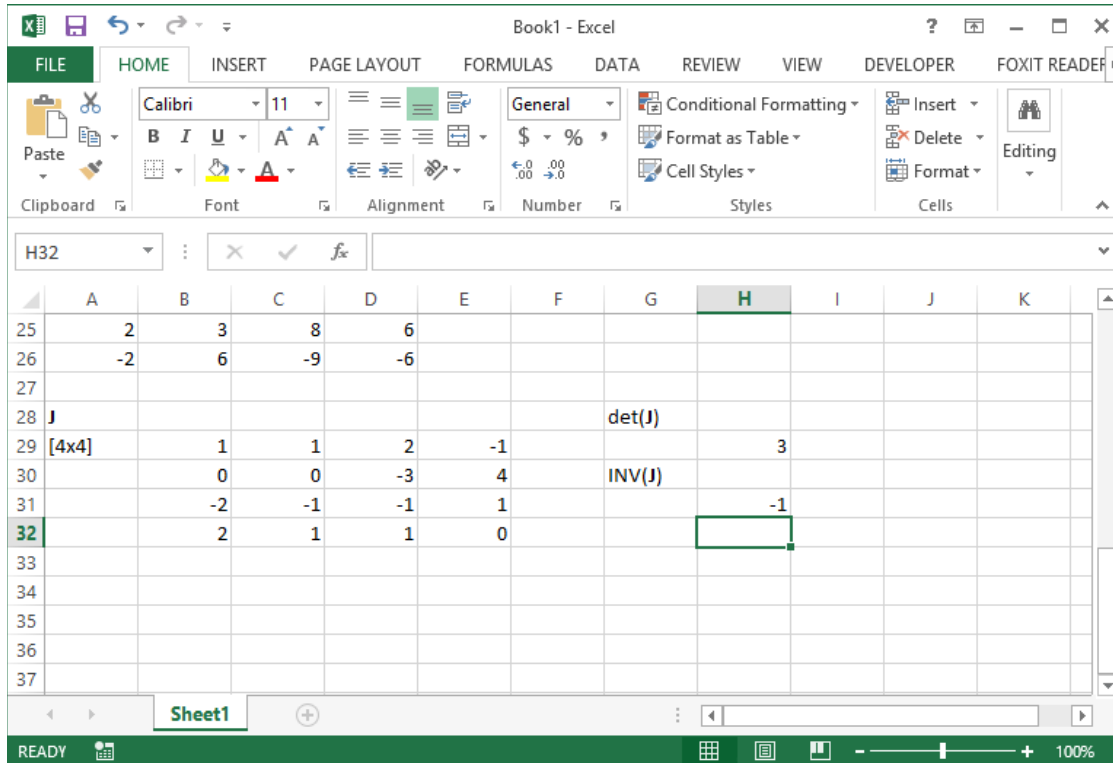 Book1 - Excel
FILE HOME INSERT PAGE LAYOUT FORMULAS DATA REVIEW VIEW DEVELOPER FOXIT READER
Paste
Calibri 11
B I U A A
A
General
$ % ,
Conditional Formatting
Format as Table
Cell Styles
Insert
Delete
Format
Editing
Clipboard Font Alignment Number Styles Cells
H32 fx
A B C D E F G H I J K
25 2 3 8 6
26 -2 6 -9 -6
27
28 J det(J)
29 [4x4] 1 1 2 -1 3
30 0 0 -3 4 INV(J)
31 -2 -1 -1 1 -1
32 2 1 1 0
33
34
35
36
37
Sheet1
READY 100%